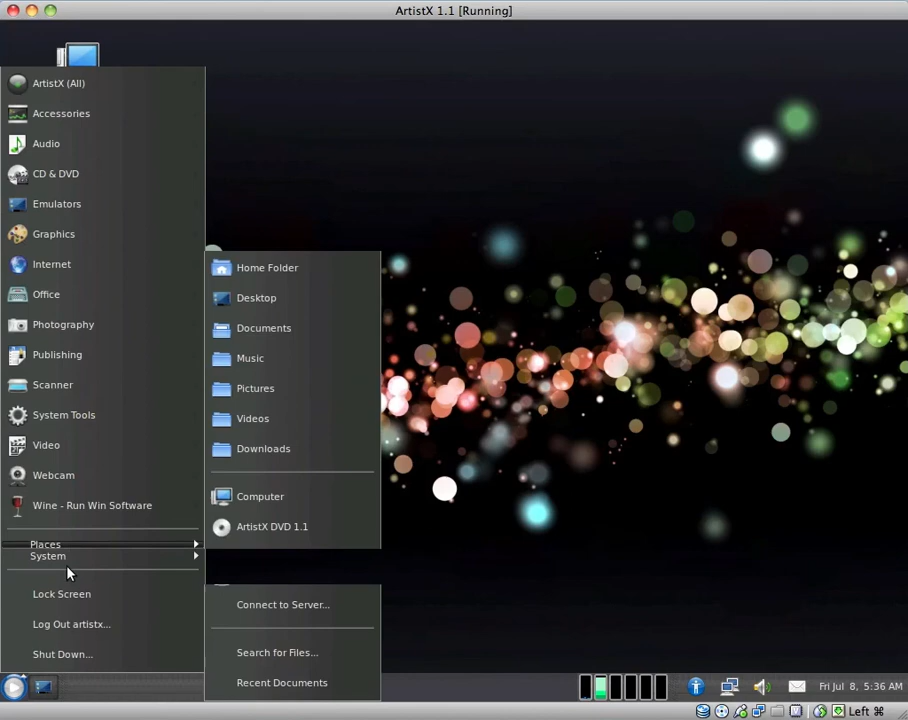 ArtistX 1.1 [Running]
ArtistX (All)
Accessories
Audio
CD & DVD
Emulators
Graphics
Internet
Office
Photography
Publishing
Scanner
System Tools
Video
Webcam
Wine - Run Win Software
Places
System
Lock Screen
Log Out artistx...
Shut Down...
Home Folder
Desktop
Documents
Music
Pictures
Videos
Downloads
Computer
ArtistX DVD 1.1
Connect to Server...
Search for Files...
Recent Documents
Fri Jul 8, 5:36 AM
Left ⌘